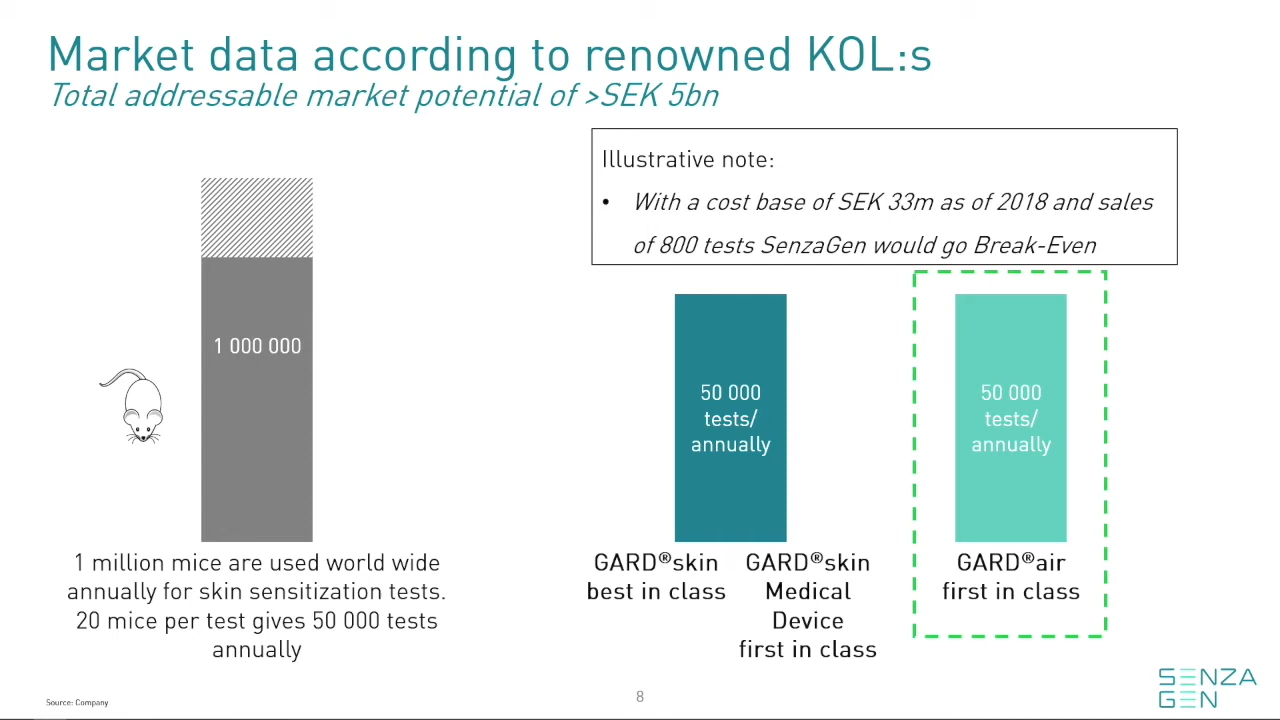 Market data according to renowned KOL:s
Total addressable market potential of >SEK 5bn
Illustrative note:
• With a cost base of SEK 33m as of 2018 and sales
of 800 tests SenzaGen would go Break-Even
1 000 000
50 000
tests/
annually
50 000
tests/
annually
1 million mice are used world wide
annually for skin sensitization tests.
20 mice per test gives 50 000 tests
annually
GARD®skin
best in class
GARD®skin
Medical
Device
first in class
GARD®air
first in class
Source: Company
8
SENZA
GEN